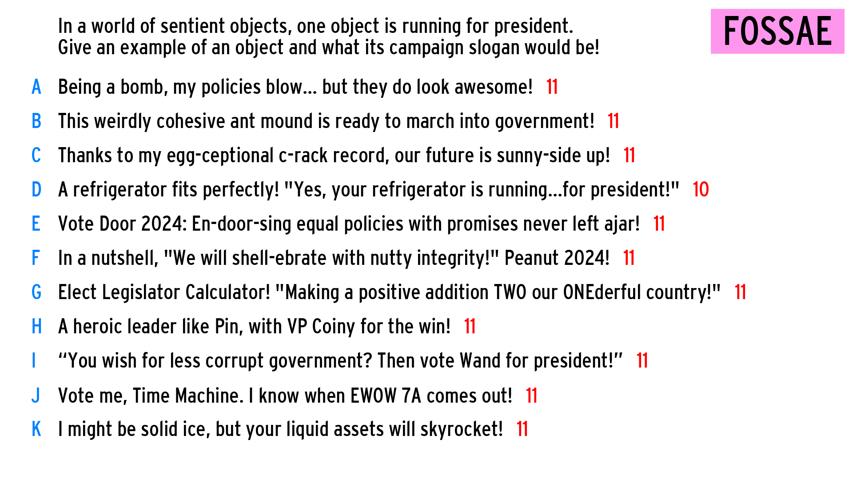 In a world of sentient objects, one object is running for president.
Give an example of an object and what its campaign slogan would be!
FOSSAE
A Being a bomb, my policies blow... but they do look awesome! 11
B This weirdly cohesive ant mound is ready to march into government! 11
C Thanks to my egg-ceptional c-rack record, our future is sunny-side up! 11
D A refrigerator fits perfectly! "Yes, your refrigerator is running...for president!" 10
E Vote Door 2024: En-door-sing equal policies with promises never left ajar! 11
F In a nutshell, "We will shell-ebrate with nutty integrity!" Peanut 2024! 11
G Elect Legislator Calculator! "Making a positive addition TWO our ONEderful country!" 11
H A heroic leader like Pin, with VP Coiny for the win! 11
I “You wish for less corrupt government? Then vote Wand for president!” 11
J Vote me, Time Machine. I know when EWOW 7A comes out! 11
K I might be solid ice, but your liquid assets will skyrocket! 11